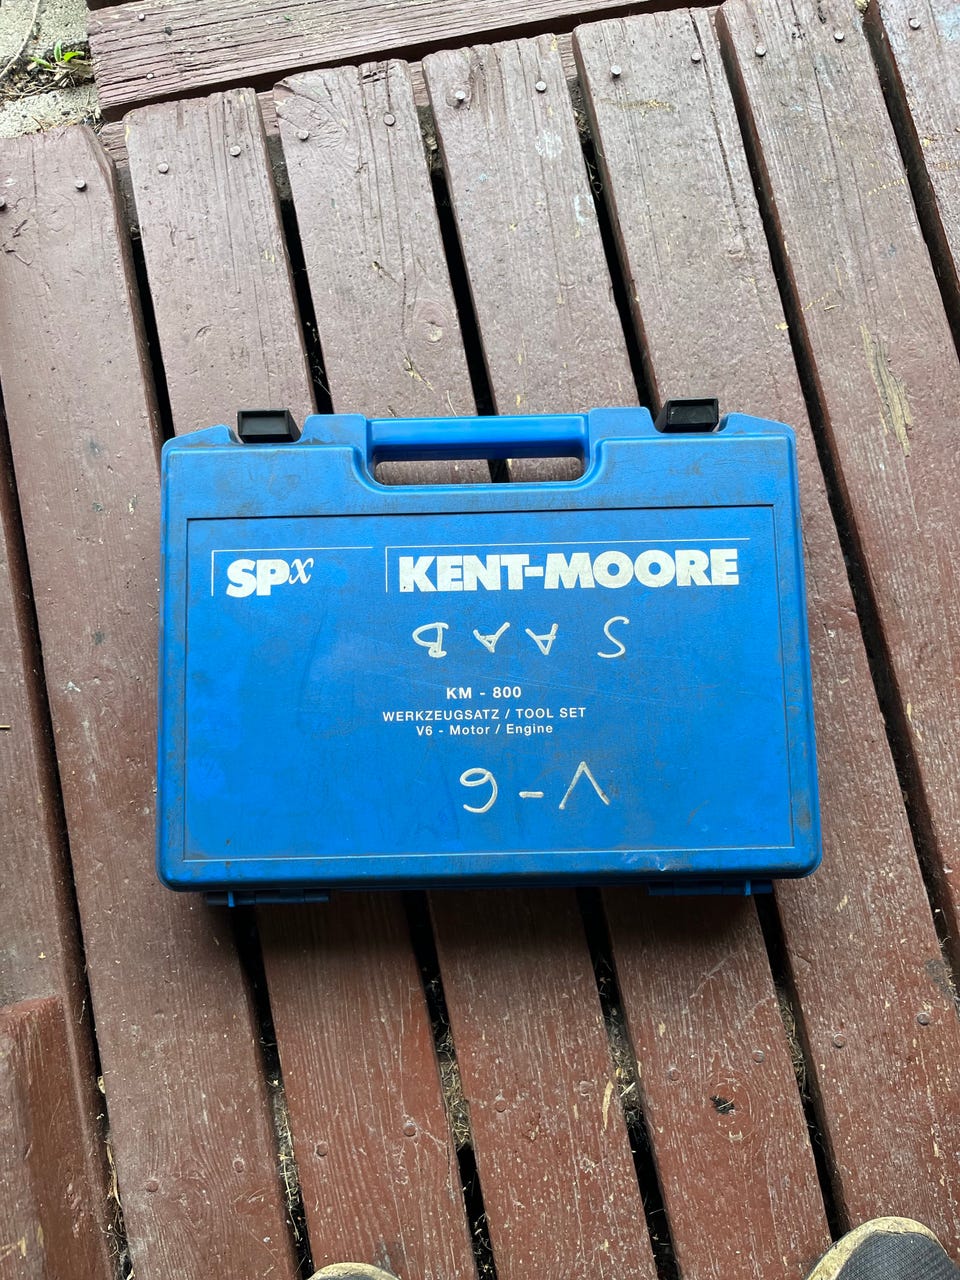 SPx KENT-MOORE
SAAB
KM - 800
WERKZEUGSATZ / TOOL SET
V6 - Motor / Engine
V-6